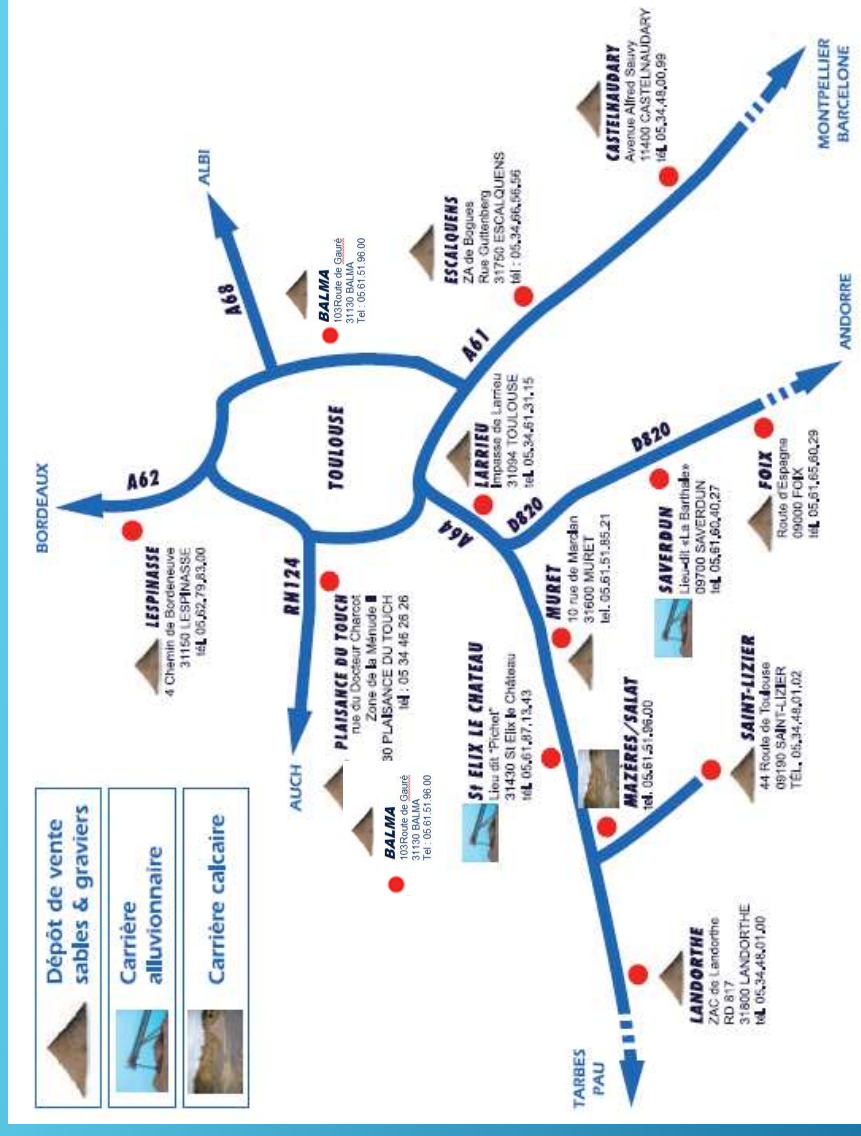 Dépôt de vente
sables & graviers
Carrière
alluvionnaire
Carrière calcaire
BORDEAUX
A62
LESPINASSE
4 Chemin de Bordeneuve
31150 LESPINASSE
tél. 05.62.79.83.00
ALBI
A68
BALMA
103Route de Gauré
31130 BALMA
Tel : 05.61.51.96.00
TOULOUSE
RN124
AUCH
PLAISANCE DU TOUCH
rue du Docteur Charcot
Zone de la Ménude II
30 PLAISANCE DU TOUCH
tél : 05 34 46 26 26
BALMA
103Route de Gauré
31130 BALMA
Tel : 05.61.51.96.00
A61
ESCALQUENS
ZA de Bogues
Rue Guttenberg
31750 ESCALQUENS
tél : 05.34.66.56.56
CASTELNAUDARY
Avenue Alfred Sauvy
11400 CASTELNAUDARY
tél. 05.34.48.00.99
MONTPELLIER
BARCELONE
LARRIEU
Impasse de Larrieu
31094 TOULOUSE
tel. 05.34.61.31.15
A64
D820
D820
MURET
10 rue de Marclan
31600 MURET
tel. 05.61.51.85.21
St ELIX LE CHATEAU
Lieu dit "Pichet"
31430 St Elix le Château
tél. 05.61.87.13.43
SAVERDUN
Lieu-dit «La Barthale»
09700 SAVERDUN
tel. 05.61.60.40.27
FOIX
Route d'Espagne
09000 FOIX
tél. 05.61.65.60.29
ANDORRE
MAZÈRES/SALAT
tel. 05.61.51.96.00
SAINT-LIZIER
44 Route de Toulouse
09190 SAINT-LIZIER
TÉL. 05.34.48.01.02
LANDORTHE
ZAC de Landorthe
RD 817
31800 LANDORTHE
tél. 05.34.48.01.00
TARBES
PAU